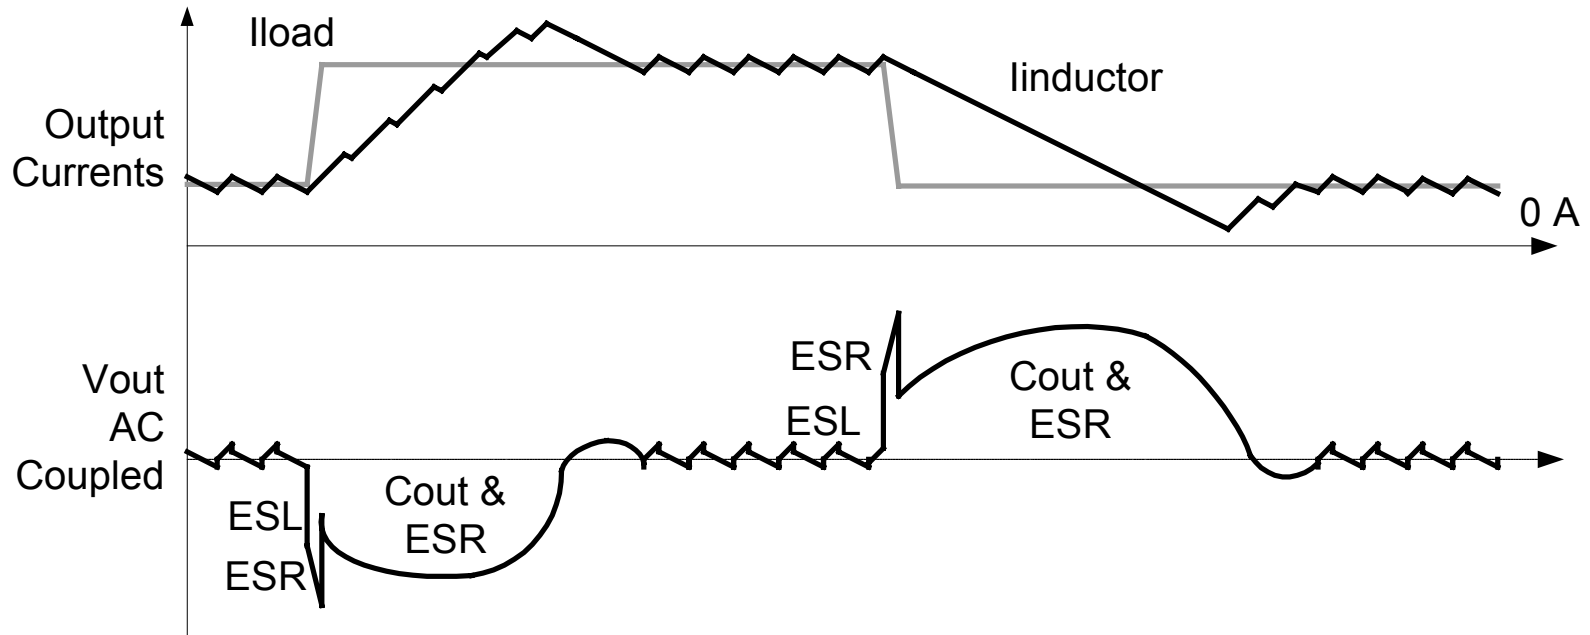 Iload
Output
Currents
Iinductor
0 A
Vout
AC
Coupled
ESL
ESR
Cout &
ESR
ESR
ESL
Cout &
ESR